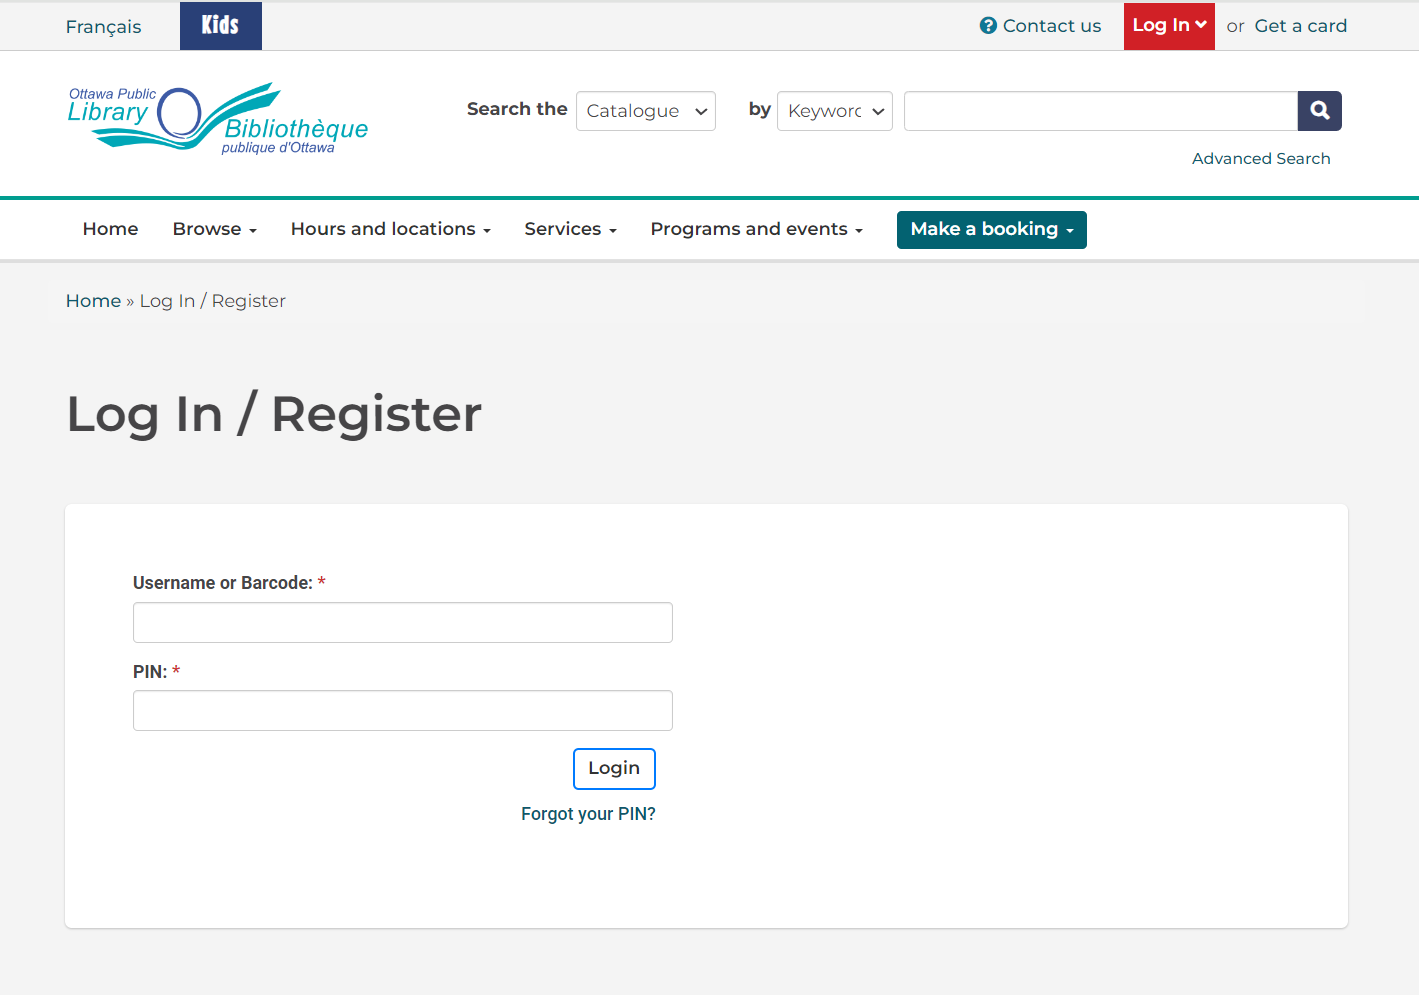 Français
Kids
Contact us
Log In
or Get a card
Ottawa Public
Library
Bibliothèque
publique d'Ottawa
Search the
Catalogue
by
Keyword
Advanced Search
Home
Browse
Hours and locations
Services
Programs and events
Make a booking
Home » Log In / Register
Log In / Register
Username or Barcode: *
PIN: *
Login
Forgot your PIN?